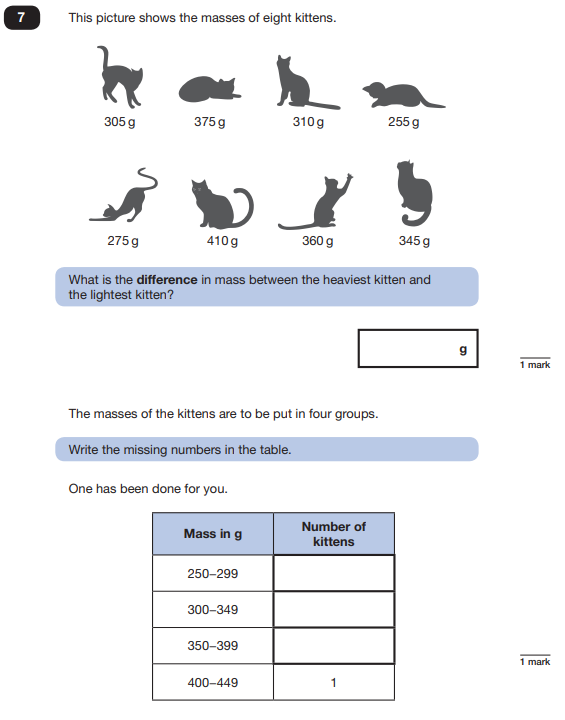 7
This picture shows the masses of eight kittens.
305 g
375 g
310 g
255 g
275 g
410 g
360 g
345 g
What is the difference in mass between the heaviest kitten and
the lightest kitten?
g
1 mark
The masses of the kittens are to be put in four groups.
Write the missing numbers in the table.
One has been done for you.
Mass in g
Number of
kittens
250–299
300–349
350–399
1 mark
400–449
1